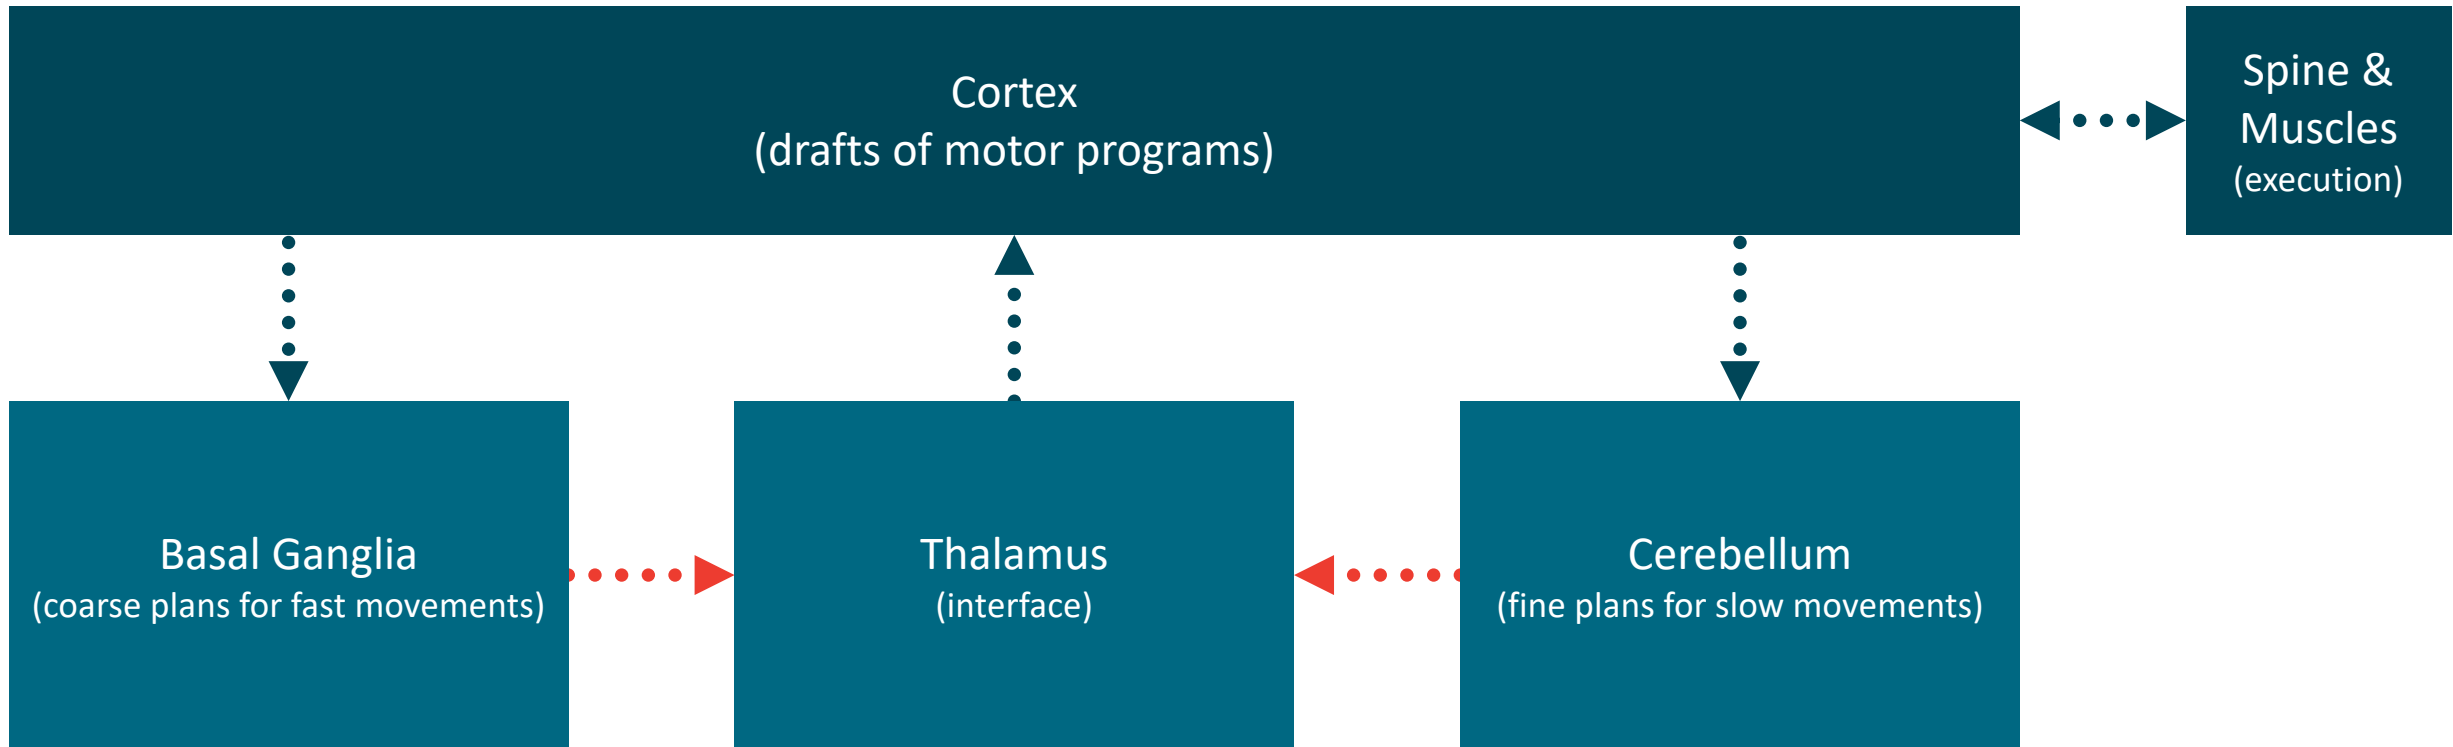 Cortex
(drafts of motor programs)
Spine &
Muscles
(execution)
Basal Ganglia
(coarse plans for fast movements)
Thalamus
(interface)
Cerebellum
(fine plans for slow movements)